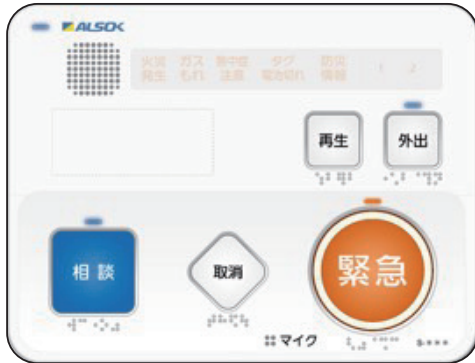 ALSOK
火災発生 ガスもれ 熱中症注意 タグ電池切れ 防災情報 1 2
再生 外出
相談 取消 緊急
マイク